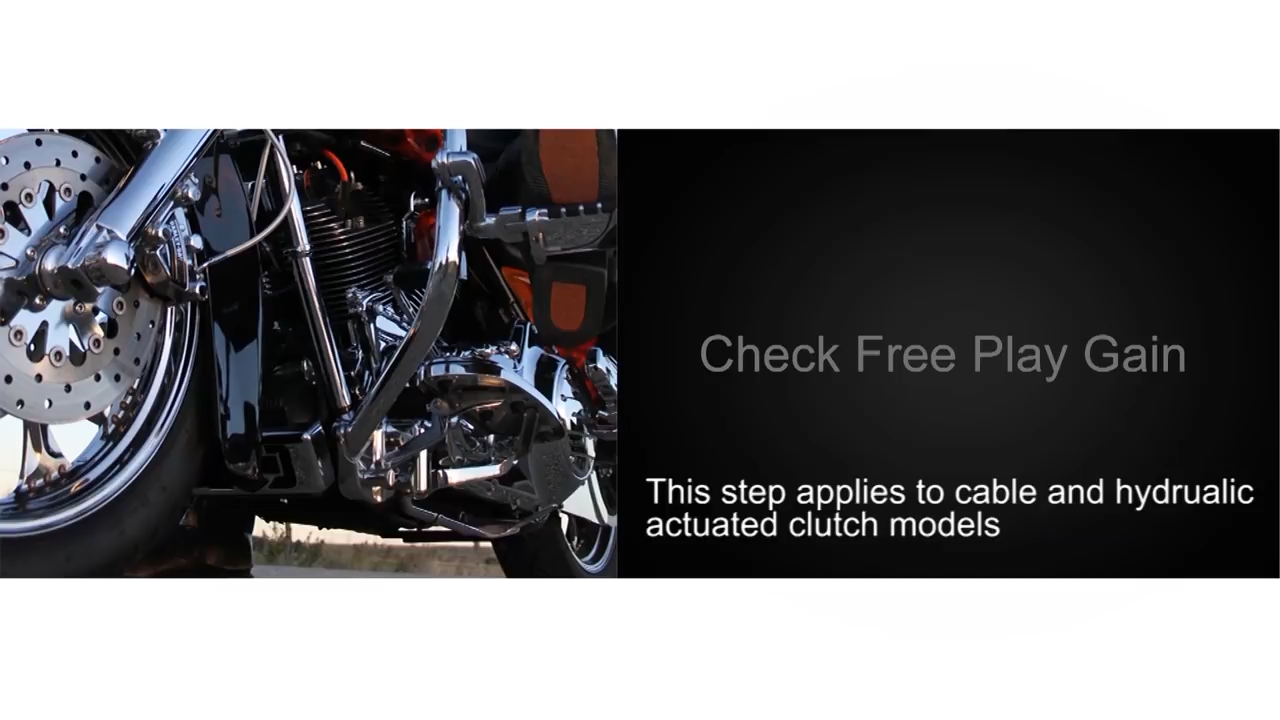 Check Free Play Gain
This step applies to cable and hydrualic
actuated clutch models